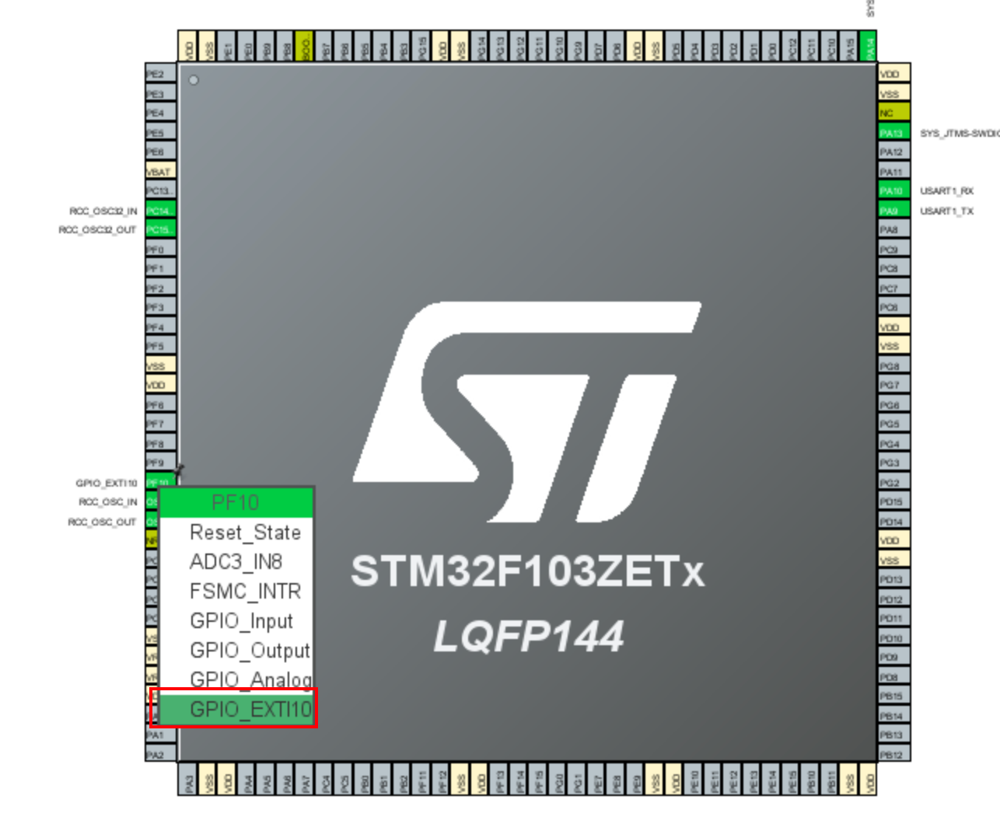 SYS
VDD
VSS
PE1
PE0
PB9
PB8
BOO...
PB7
PB6
PB5
PB4
PB3
PG15
VDD
VSS
PG14
PG13
PG12
PG11
PG10
PG9
PD7
PD6
VDD
VSS
PD5
PD4
PD3
PD2
PD1
PD0
PC12
PC11
PC10
PA15
PA14
PE2
PE3
PE4
PE5
PE6
VBAT
PC13..
RCC_OSC32_IN PC14..
RCC_OSC32_OUT PC15..
PF0
PF1
PF2
PF3
PF4
PF5
VSS
VDD
PF6
PF7
PF8
PF9
GPIO_EXTI10 PF10
RCC_OSC_IN
RCC_OSC_OUT
PA1
PA2
PF10
Reset_State
ADC3_IN8
FSMC_INTR
GPIO_Input
GPIO_Output
GPIO_Analog
GPIO_EXTI10
ST
STM32F103ZETx
LQFP144
VDD
VSS
NC
PA13 SYS_JTMS-SWDIO
PA12
PA11
PA10 USART1_RX
PA9 USART1_TX
PA8
PC9
PC8
PC7
PC6
VDD
VSS
PG8
PG7
PG6
PG5
PG4
PG3
PG2
PD15
PD14
VDD
VSS
PD13
PD12
PD11
PD10
PD9
PD8
PB15
PB14
PB13
PB12
PA3
VSS
VDD
PA4
PA5
PA6
PA7
PC4
PC5
PB0
PB1
PB2
PF11
PF12
VSS
VDD
PF13
PF14
PF15
PG0
PG1
PE7
PE8
PE9
VSS
VDD
PE10
PE11
PE12
PE13
PE14
PE15
PB10
PB11
VSS
VDD